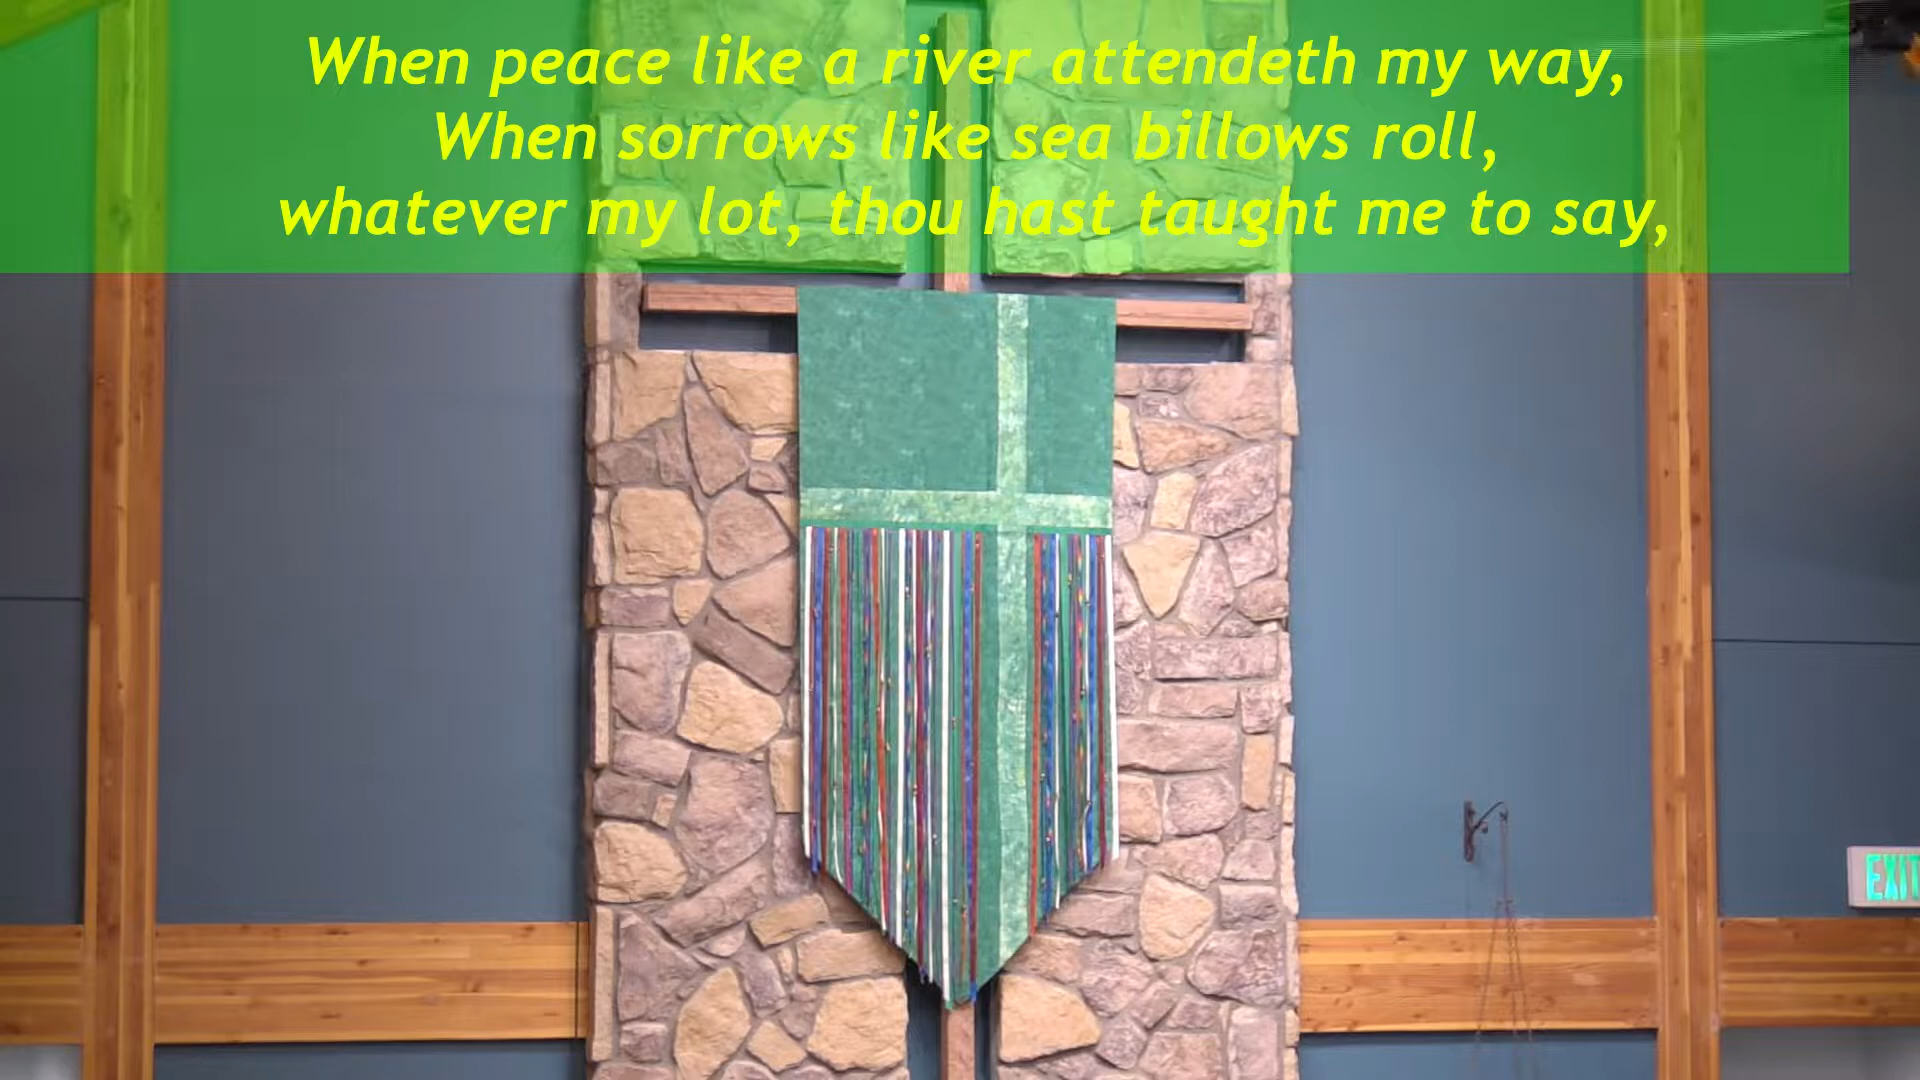 When peace like a river attendeth my way,
When sorrows like sea billows roll,
whatever my lot, thou hast taught me to say,
EXIT